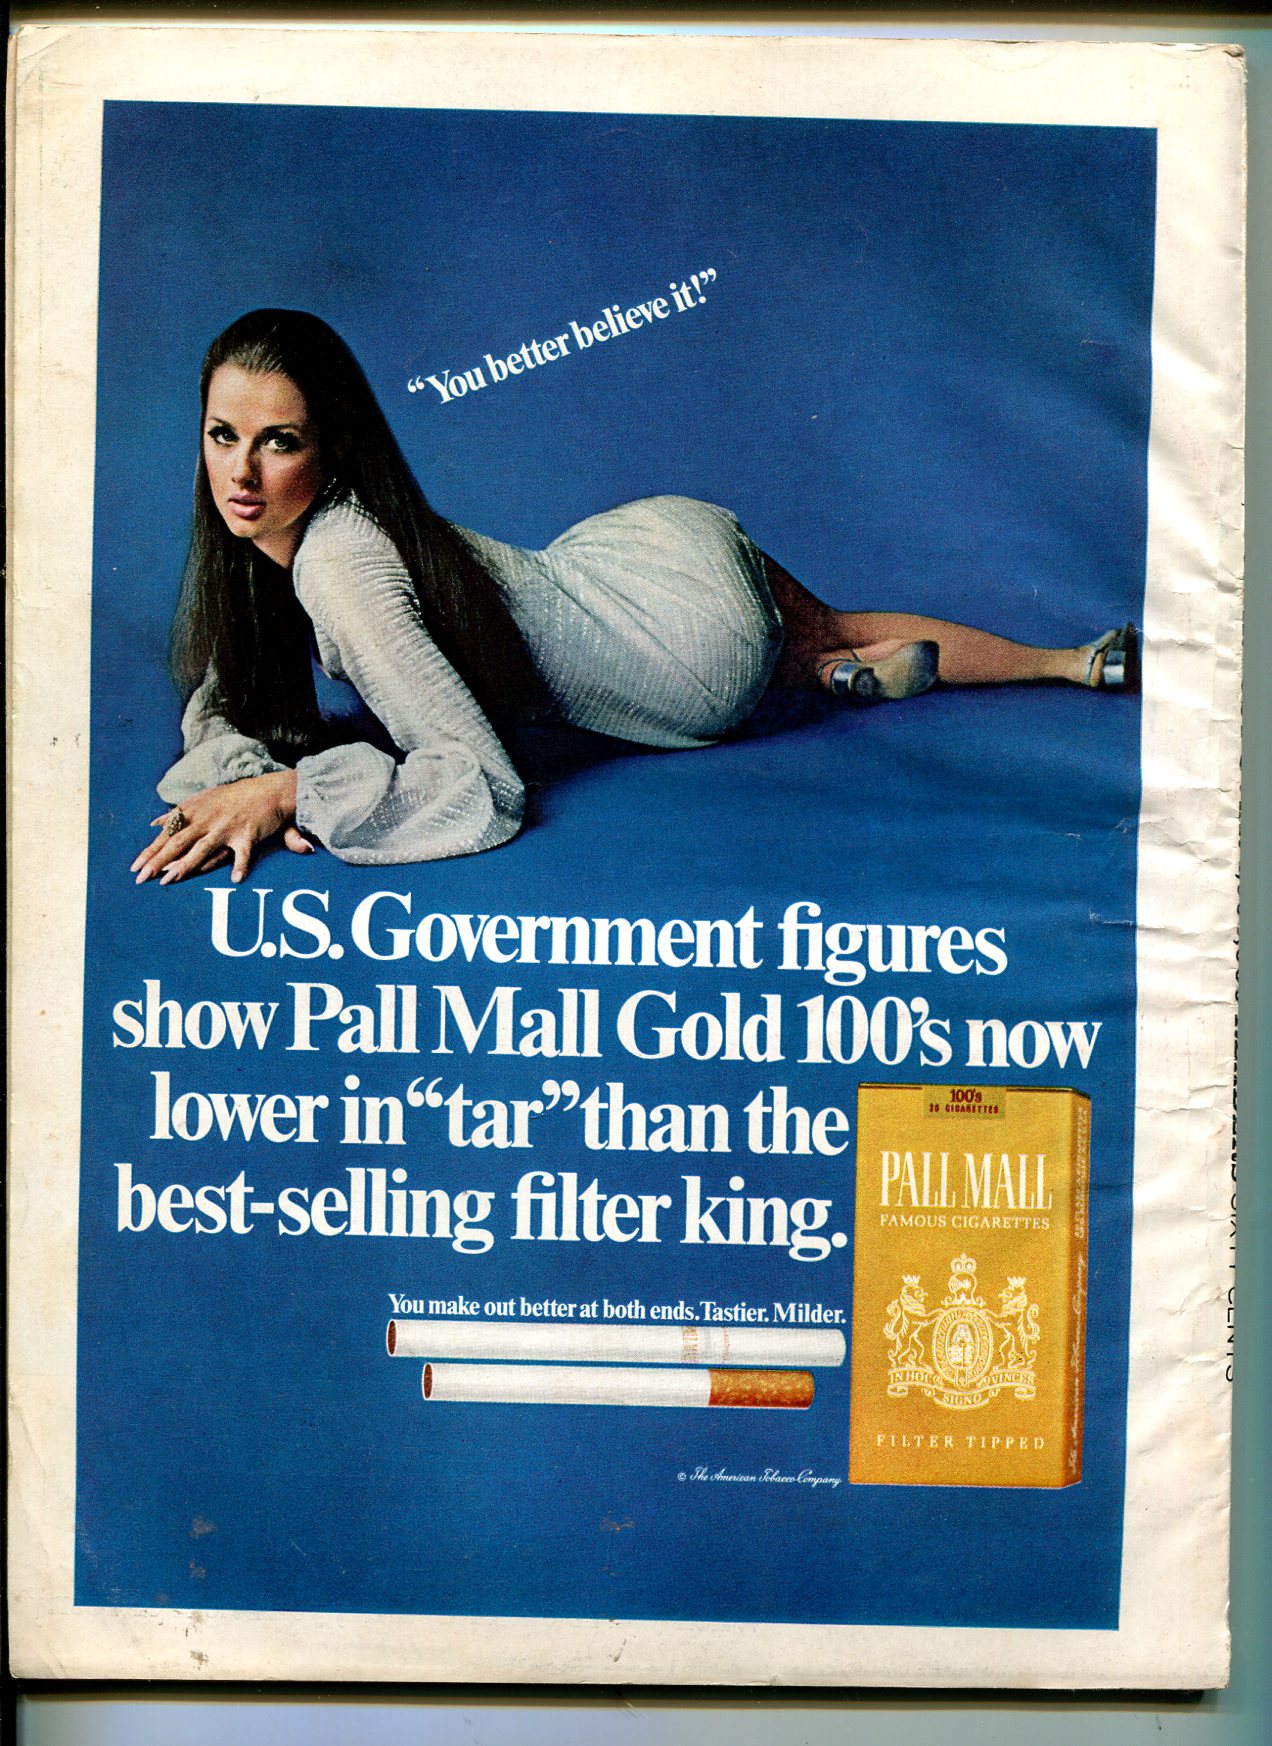 “You better believe it!”
U.S. Government figures
show Pall Mall Gold 100's now
lower in “tar” than the
best-selling filter king.
100's
20 CIGARETTES
PALL MALL
FAMOUS CIGARETTES
IN HOC
VINCES
SIGNO
FILTER TIPPED
You make out better at both ends. Tastier. Milder.
© The American Tobacco Company